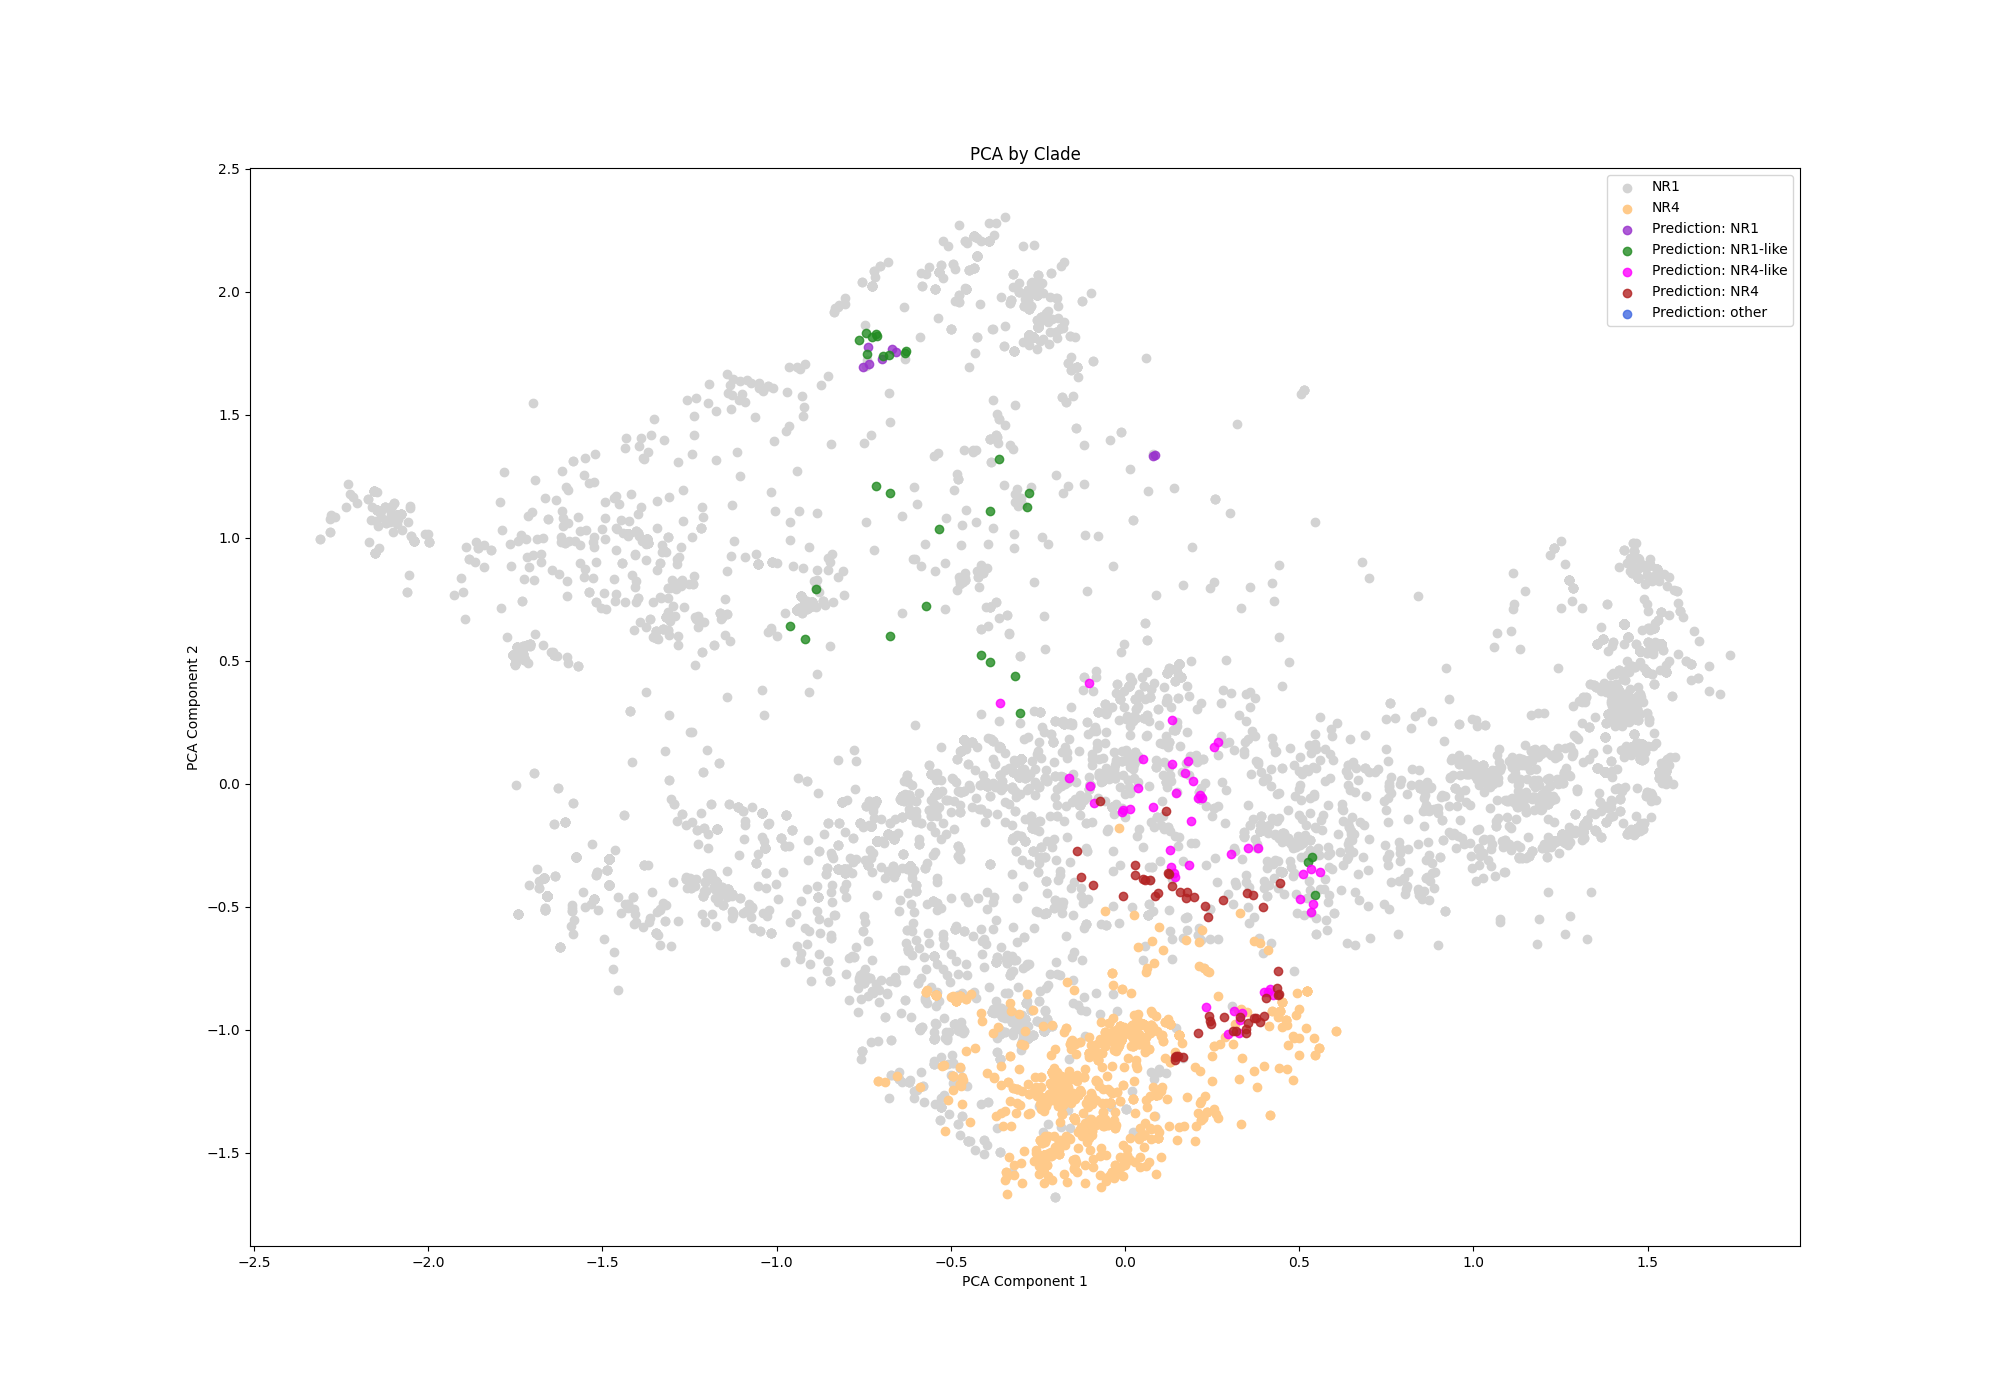 PCA by Clade
2.5
2.0
1.5
1.0
0.5
0.0
−0.5
−1.0
−1.5
PCA Component 2
NR1
NR4
Prediction: NR1
Prediction: NR1-like
Prediction: NR4-like
Prediction: NR4
Prediction: other
−2.5 −2.0 −1.5 −1.0 −0.5 0.0 0.5 1.0 1.5
PCA Component 1